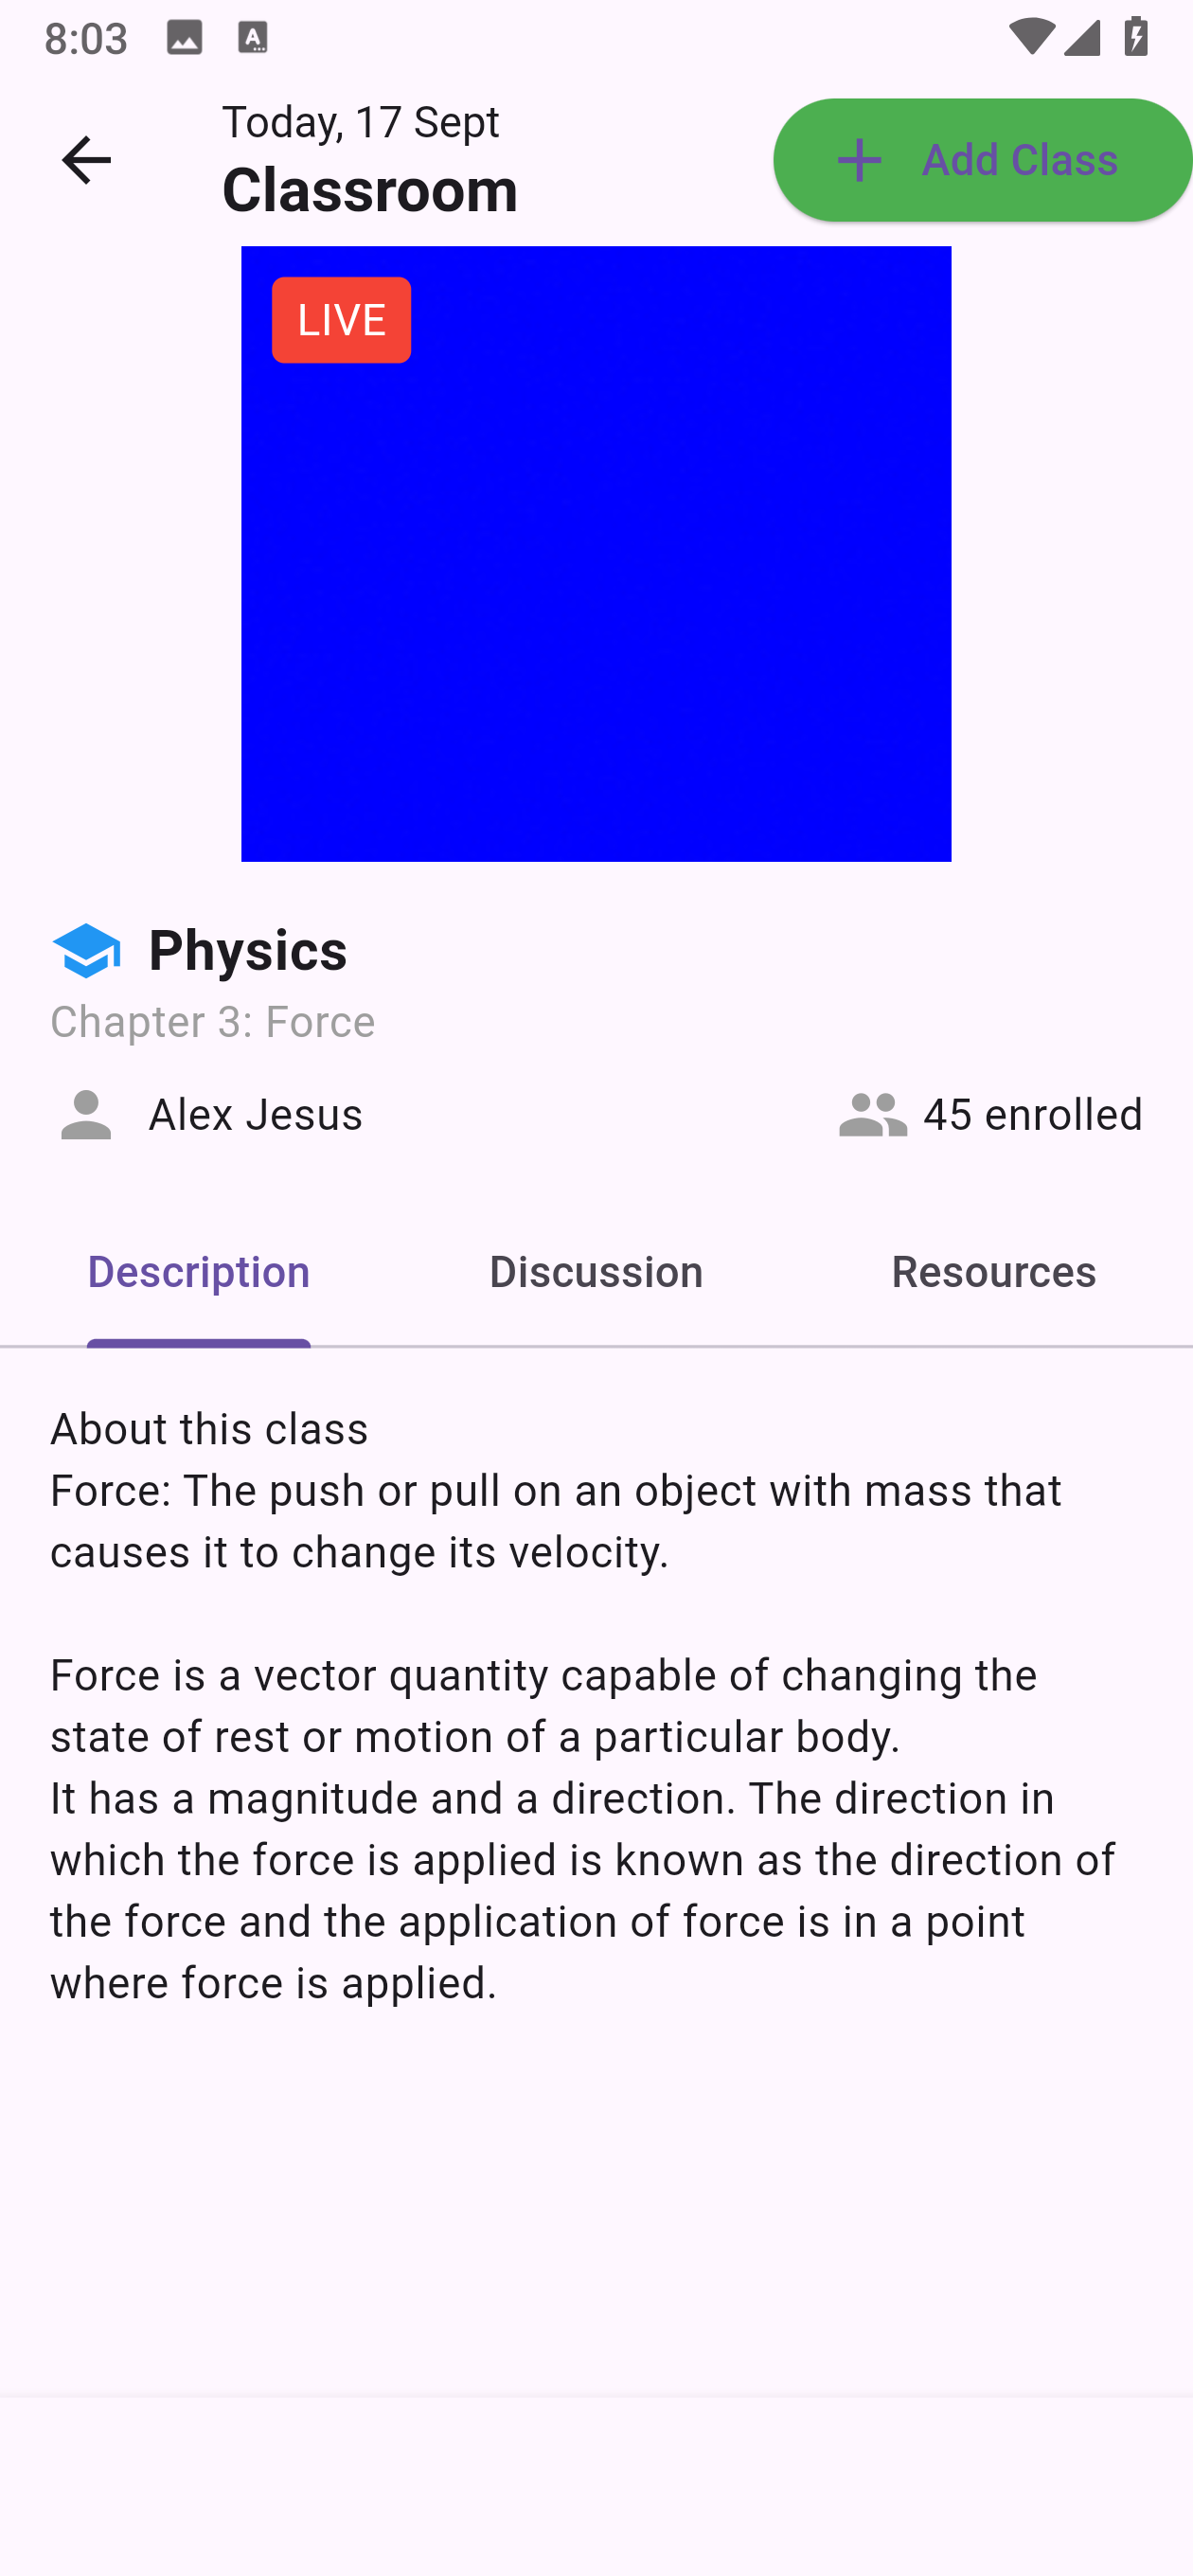 8:03
Today, 17 Sept
Classroom
Add Class
LIVE
Physics
Chapter 3: Force
Alex Jesus
45 enrolled
Description
Discussion
Resources
About this class
Force: The push or pull on an object with mass that
causes it to change its velocity.
Force is a vector quantity capable of changing the
state of rest or motion of a particular body.
It has a magnitude and a direction. The direction in
which the force is applied is known as the direction of
the force and the application of force is in a point
where force is applied.